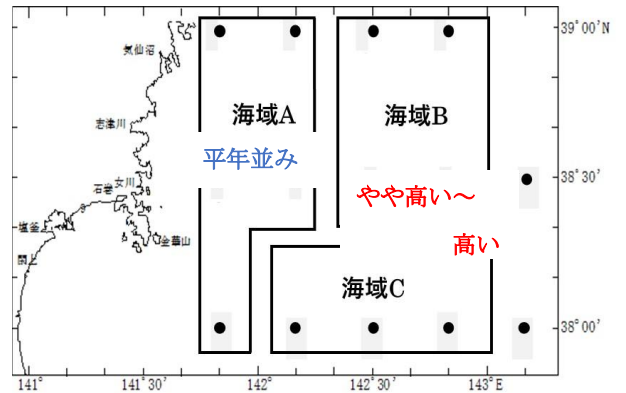 39°00'N
気仙沼
海域A
海域B
志津川
平年並み
38°30'
女川
石巻
やや高い～
塩釜
金華山
高い
閖上
海域C
38°00'
141°
141°30'
142°
142°30'
143°E